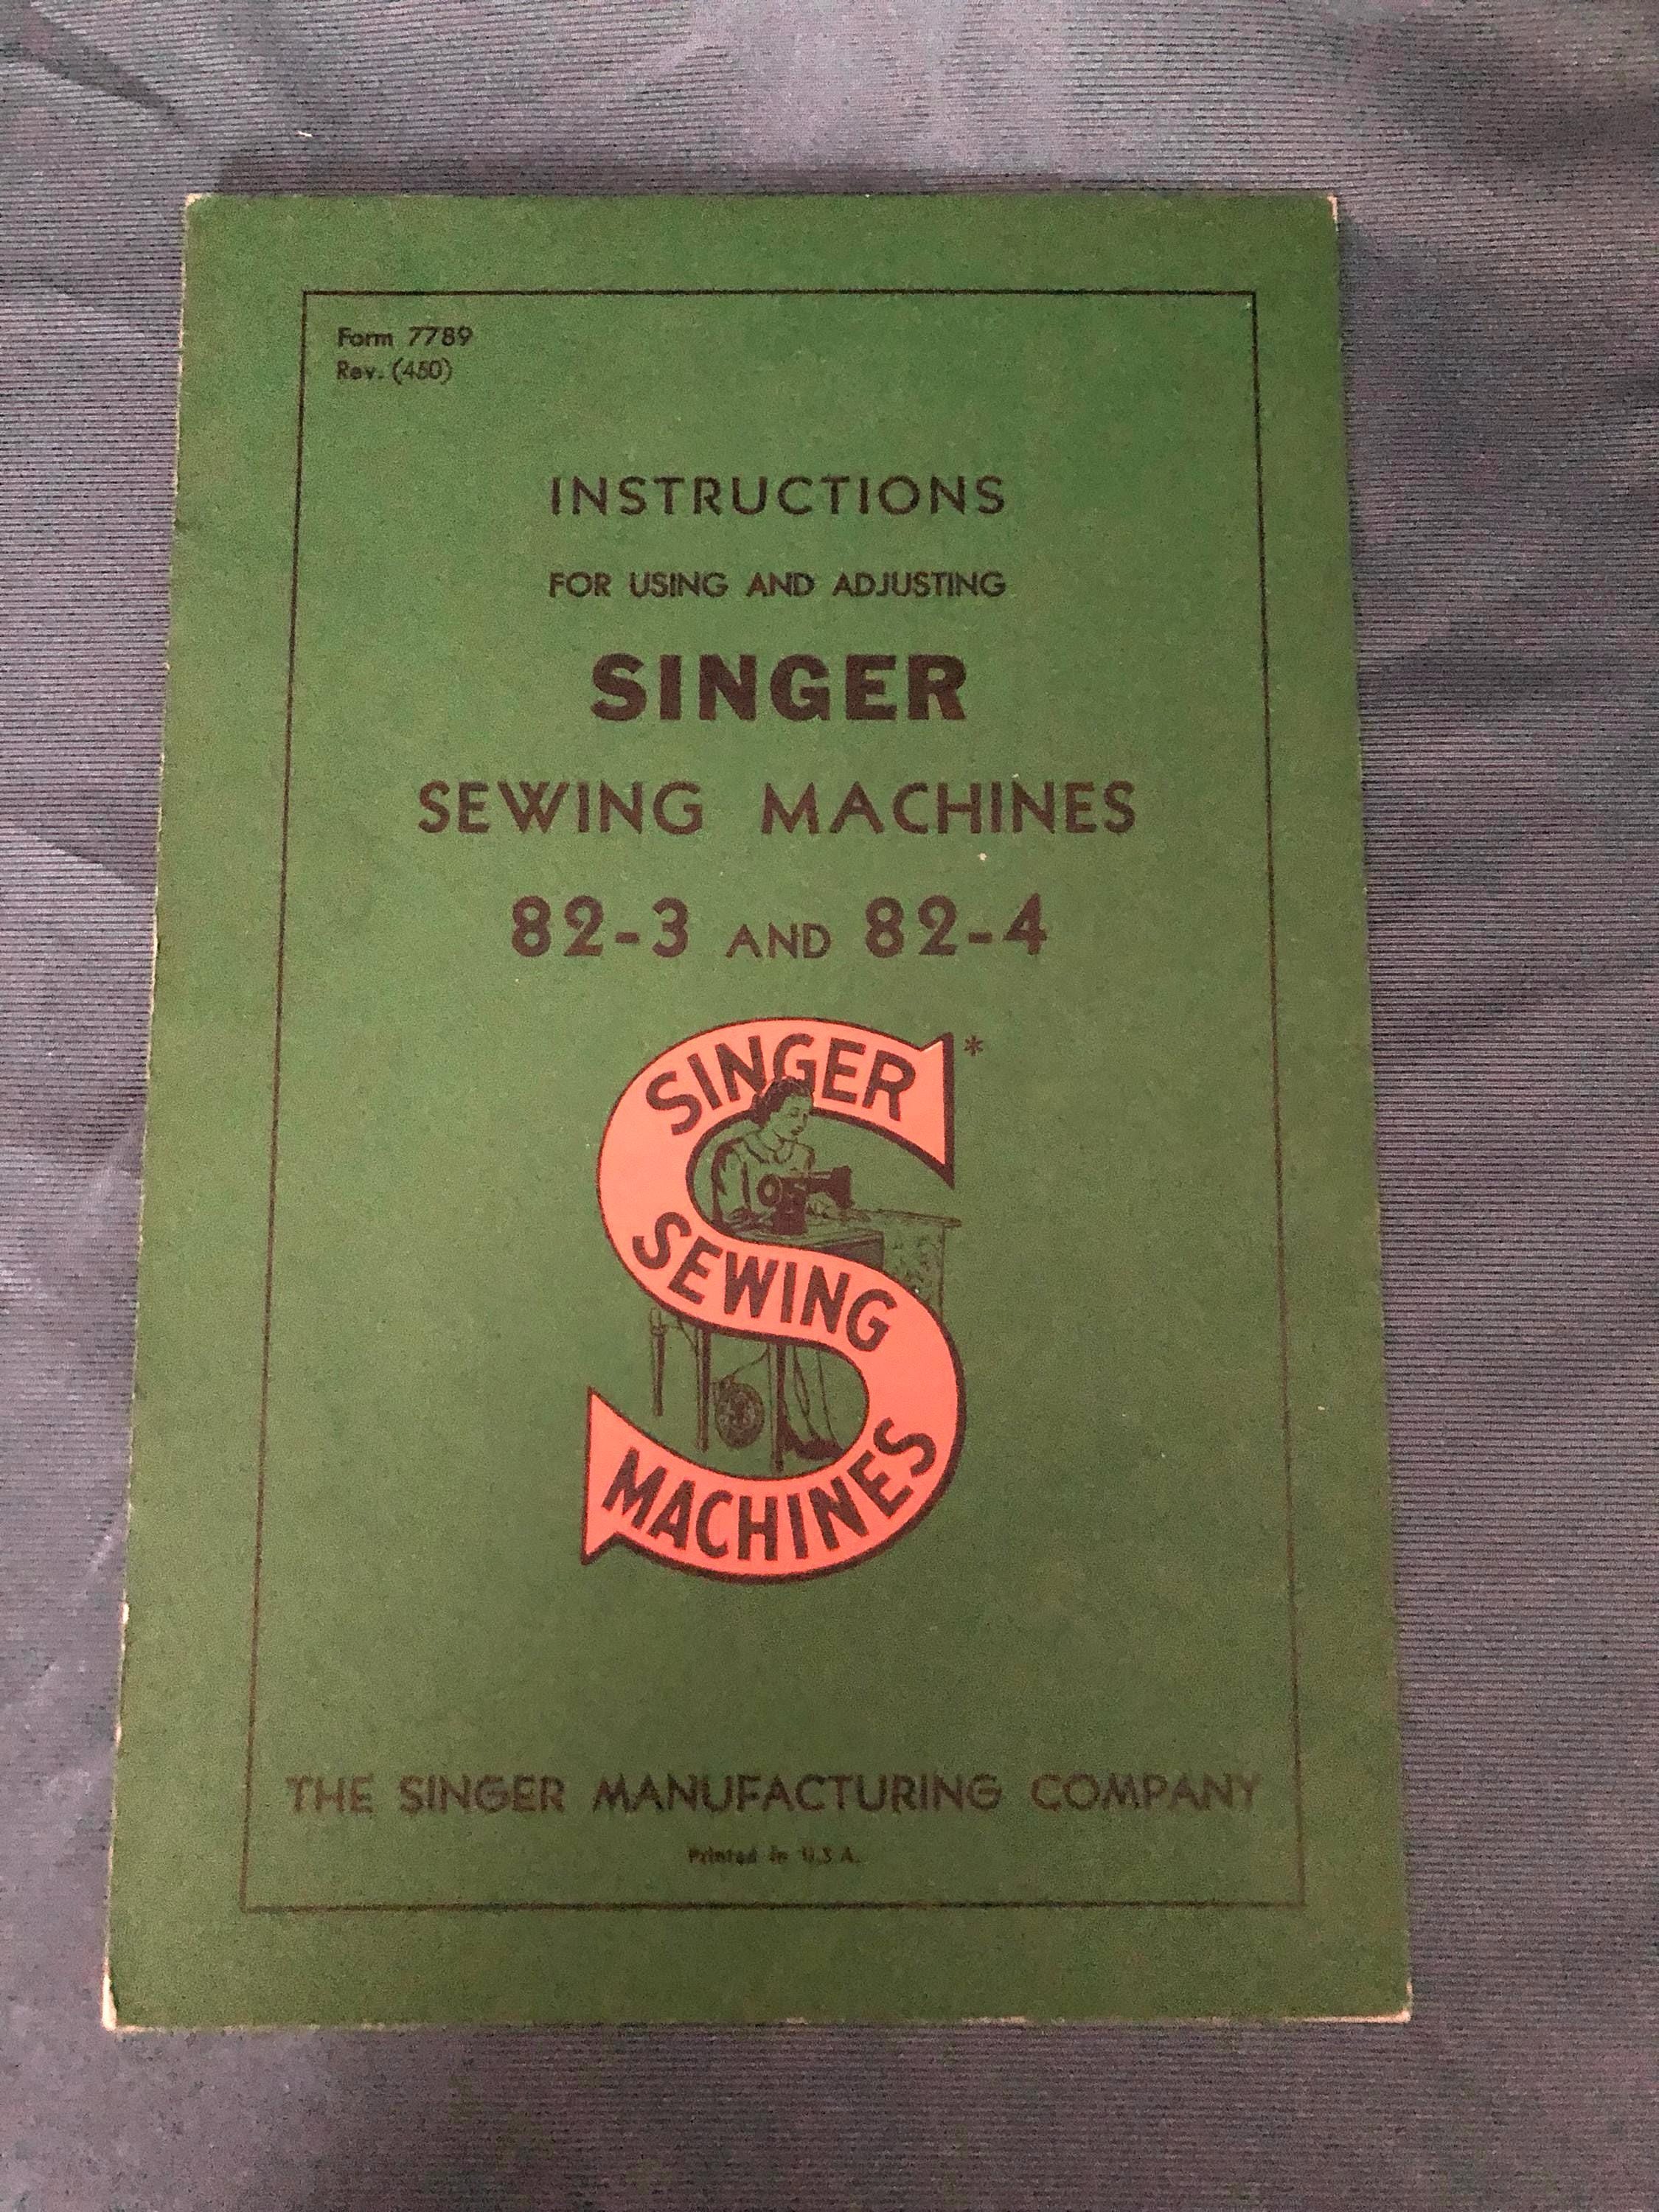 Form 7789
Rev. (450)
INSTRUCTIONS
FOR USING AND ADJUSTING
SINGER
SEWING MACHINES
82-3 AND 82-4
SINGER *
SEWING
MACHINES
THE SINGER MANUFACTURING COMPANY
Printed in U.S.A.